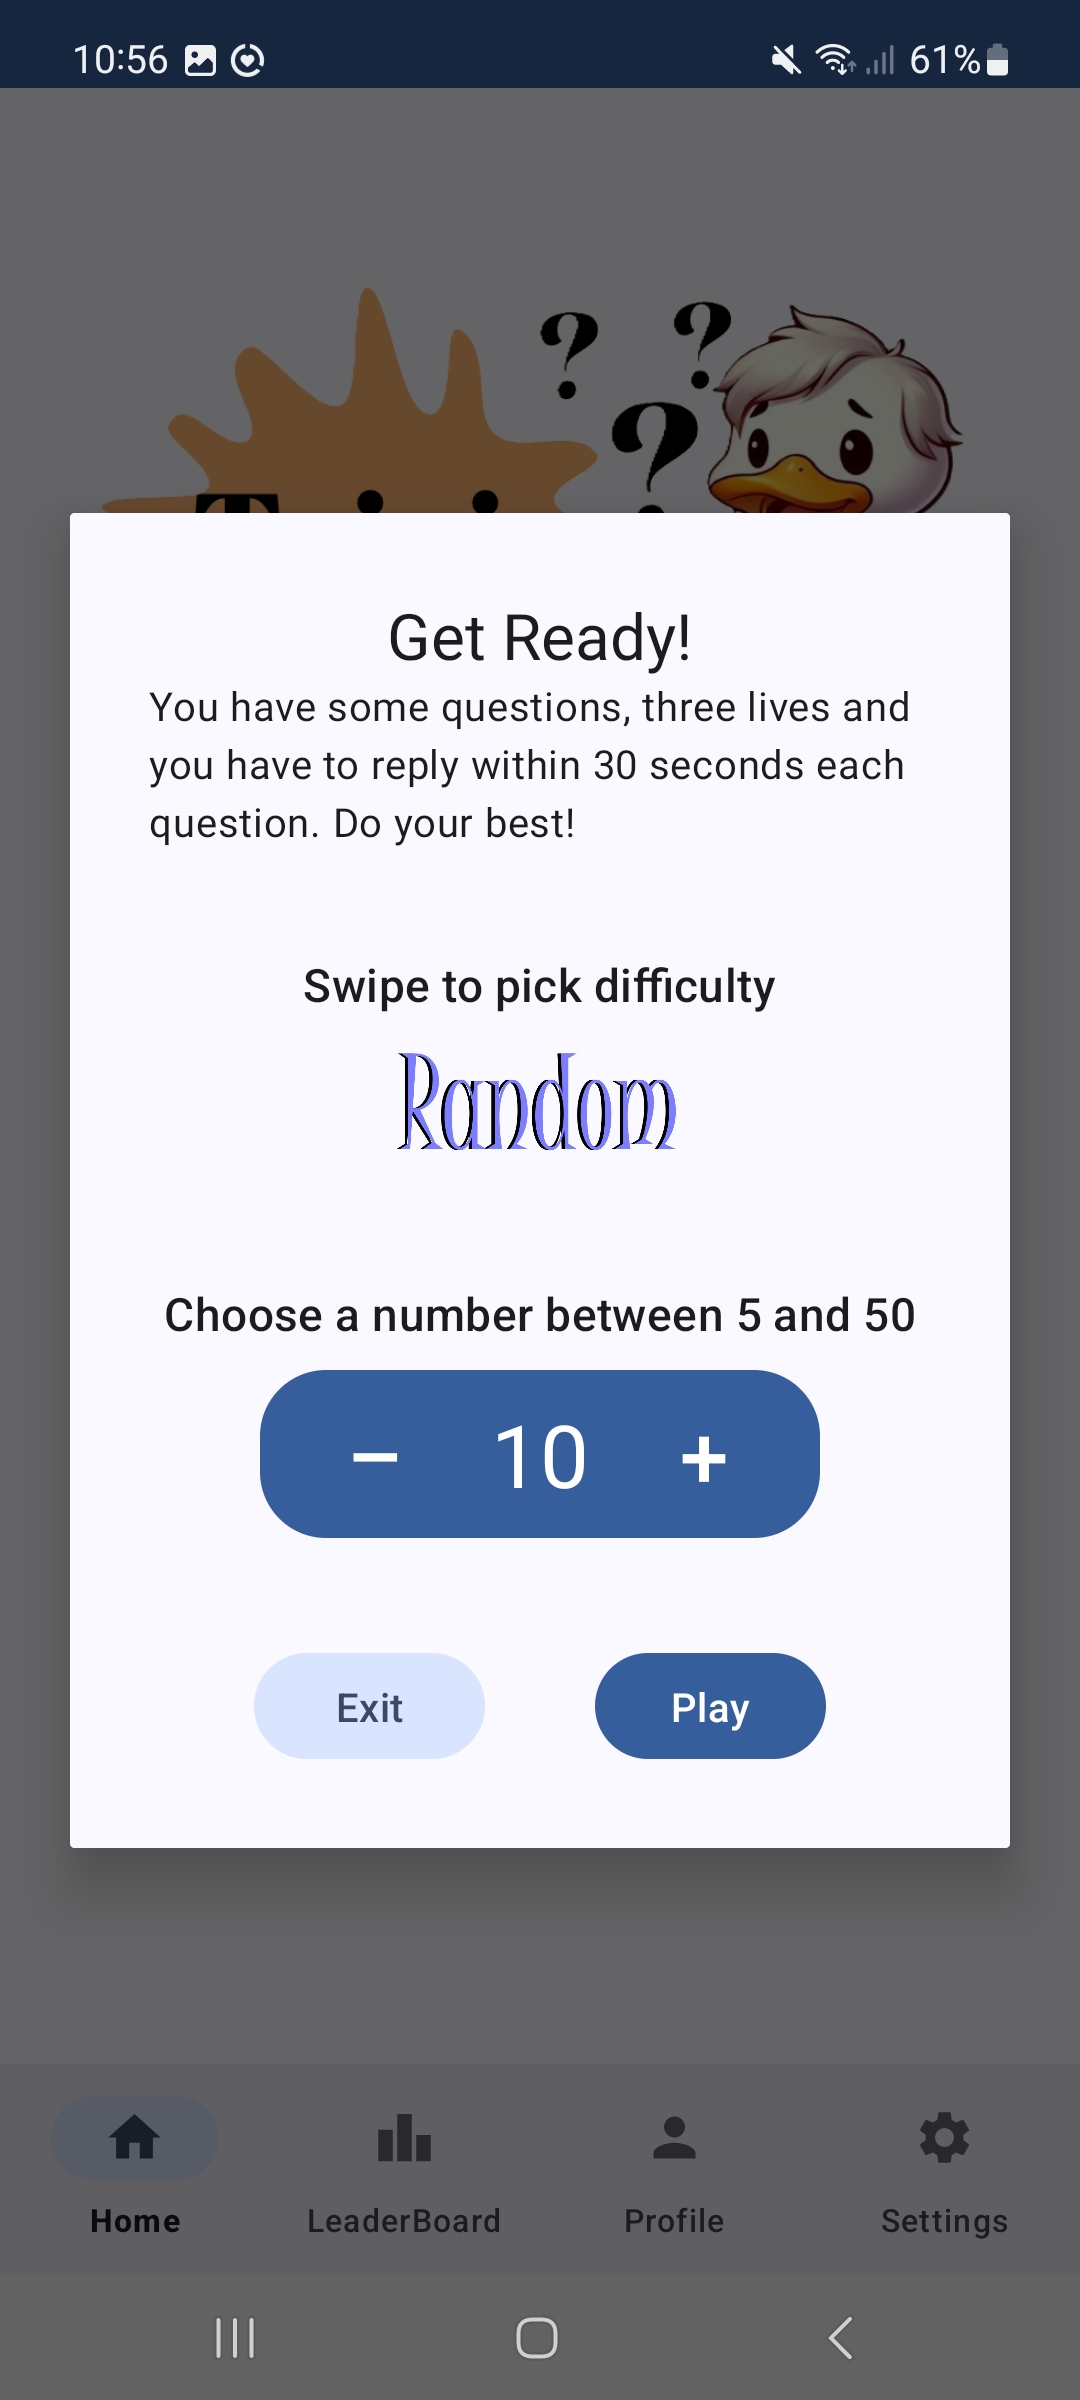 10:56 61%
? ?
?
Get Ready!
You have some questions, three lives and
you have to reply within 30 seconds each
question. Do your best!
Swipe to pick difficulty
Random
Choose a number between 5 and 50
− 10 +
Exit Play
Home LeaderBoard Profile Settings